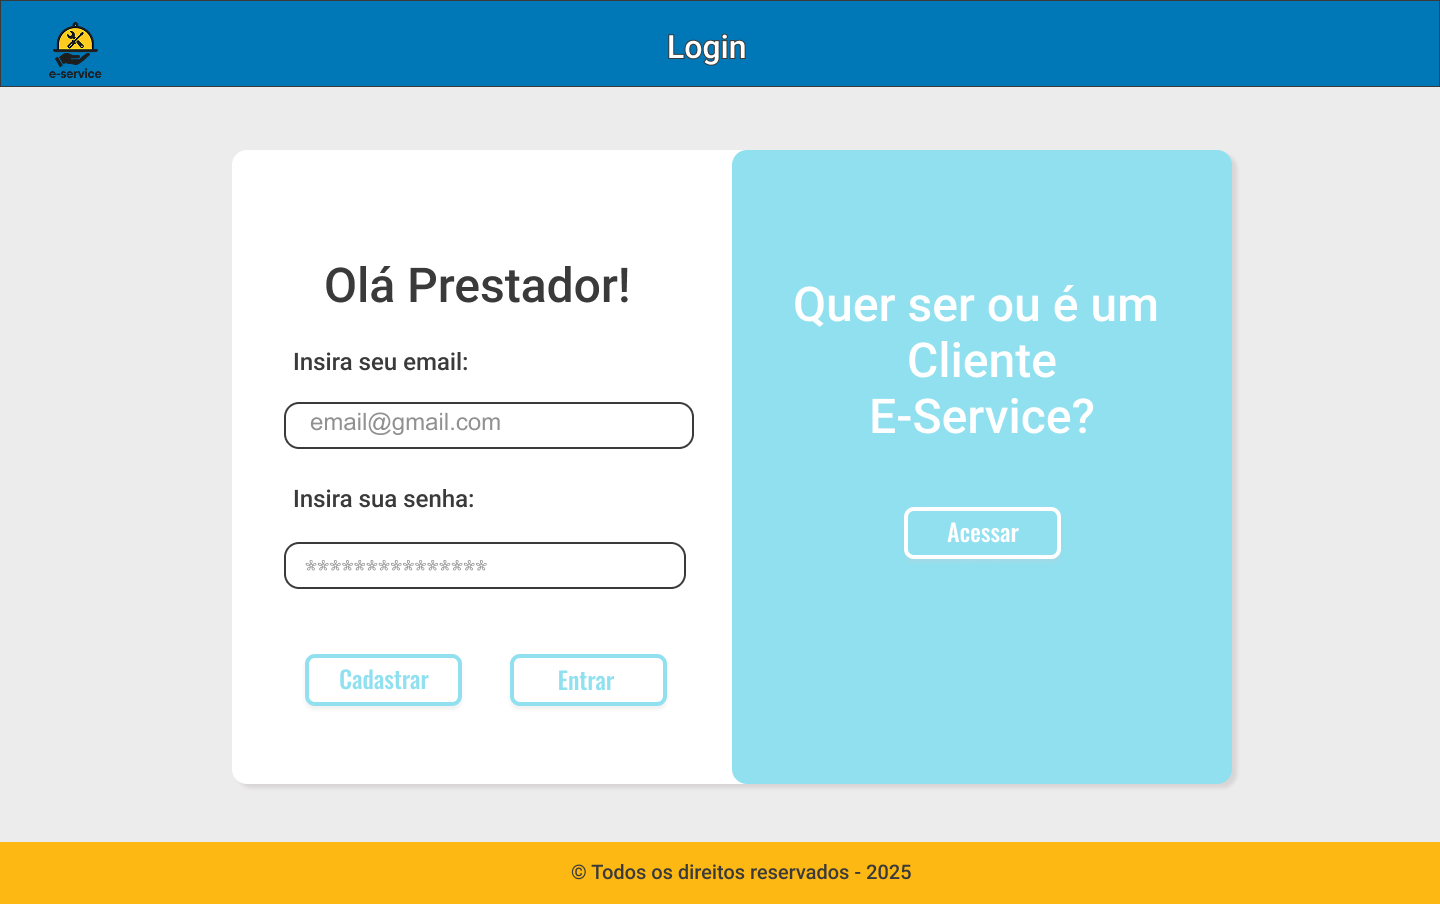 e-service
Login
Olá Prestador!
Insira seu email:
email@gmail.com
Insira sua senha:
***************
Cadastrar
Entrar
Quer ser ou é um
Cliente
E-Service?
Acessar
© Todos os direitos reservados - 2025